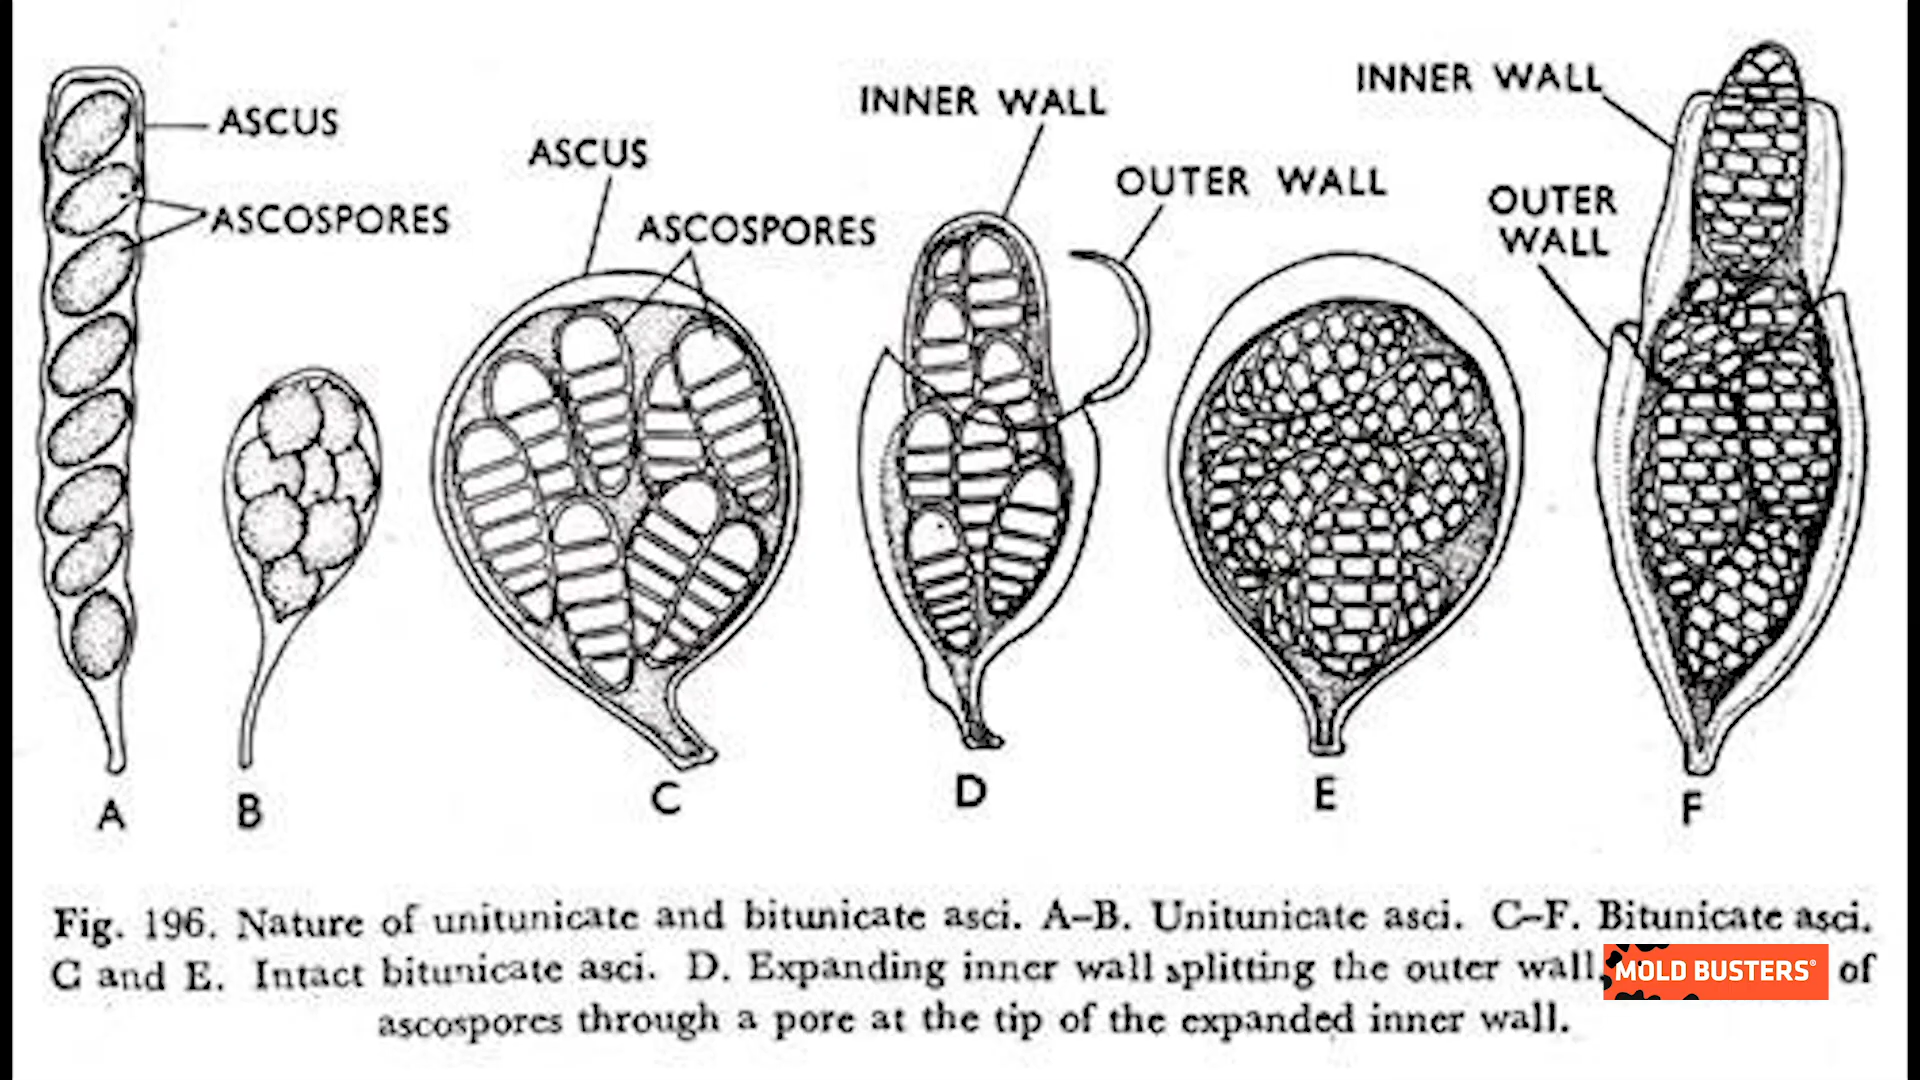 ASCUS
ASCOSPORES
ASCUS
ASCOSPORES
INNER WALL
OUTER WALL
INNER WALL
OUTER
WALL
A
B
C
D
E
F
Fig. 196. Nature of unitunicate and bitunicate asci. A–B. Unitunicate asci. C–F. Bitunicate asci.
C and E. Intact bitunicate asci. D. Expanding inner wall splitting the outer wall, of
ascospores through a pore at the tip of the expanded inner wall.
MOLD BUSTERS®